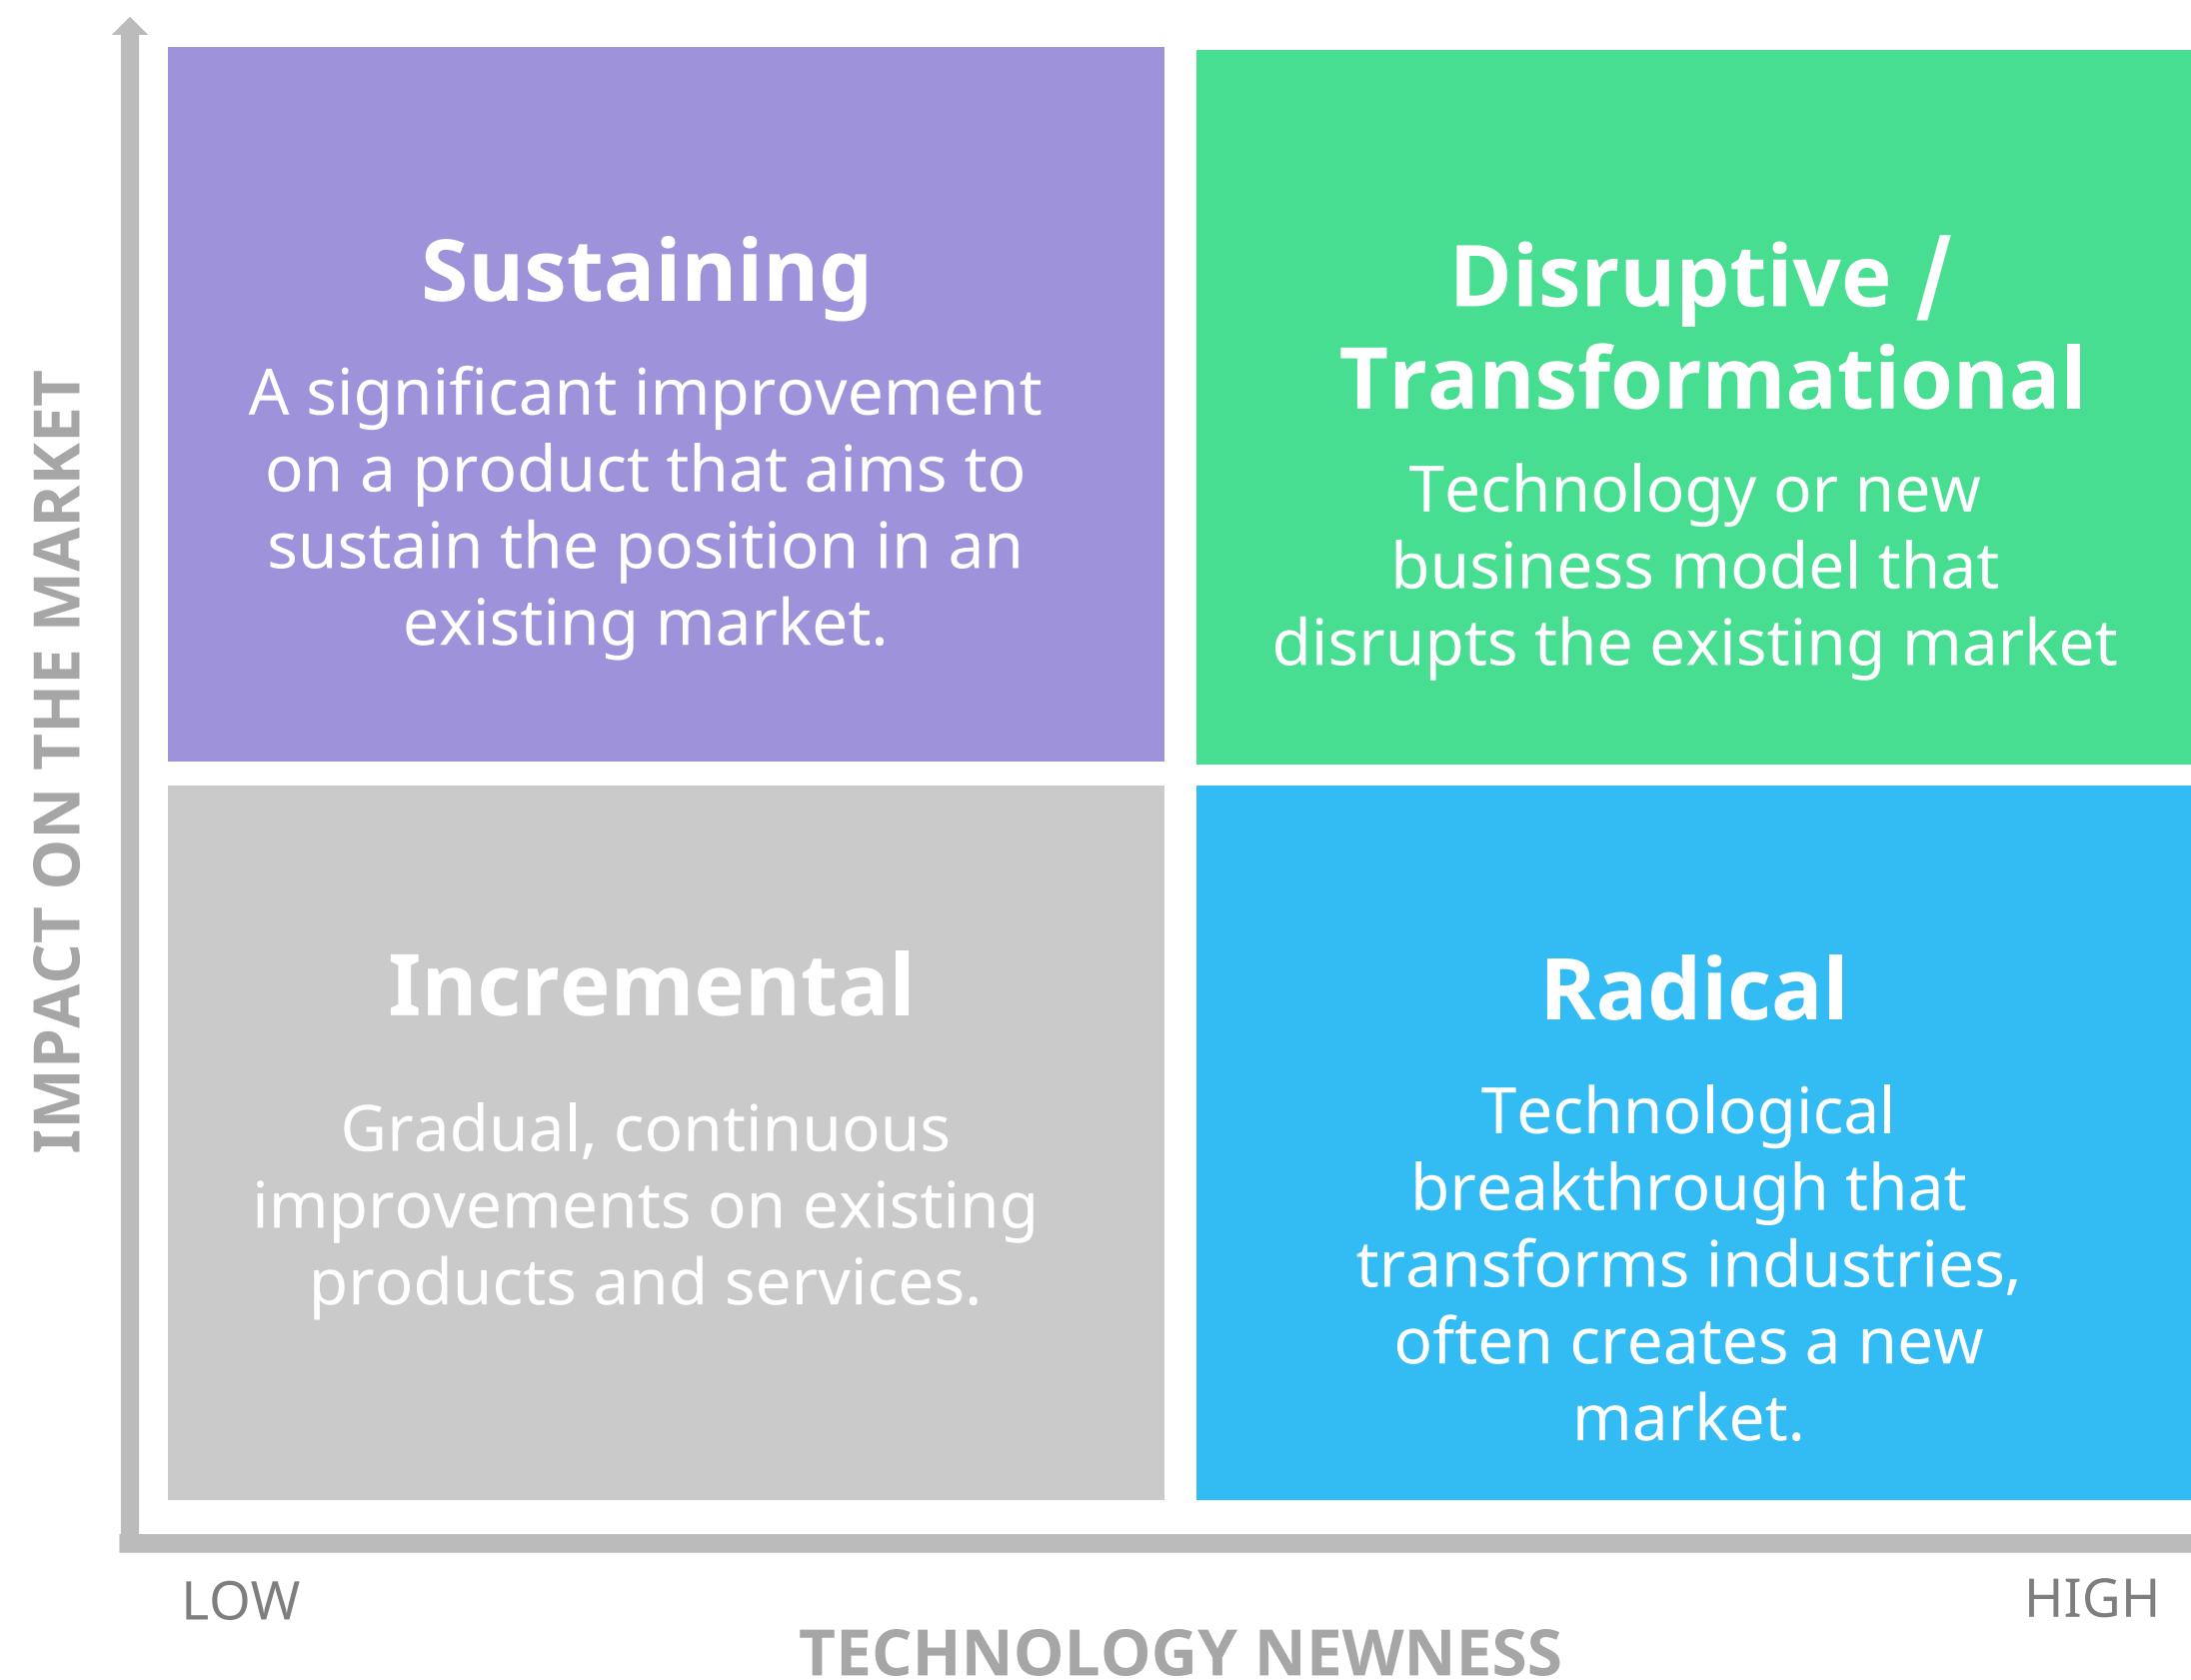 IMPACT ON THE MARKET
Sustaining
A significant improvement
on a product that aims to
sustain the position in an
existing market.
Disruptive /
Transformational
Technology or new
business model that
disrupts the existing market
Incremental
Gradual, continuous
improvements on existing
products and services.
Radical
Technological
breakthrough that
transforms industries,
often creates a new
market.
LOW
HIGH
TECHNOLOGY NEWNESS